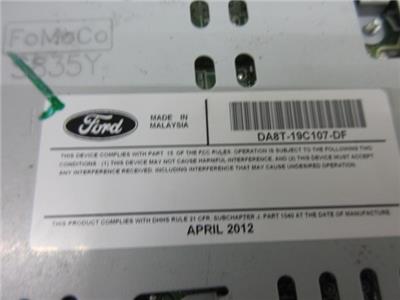 FoMoCo
S835Y
Ford
MADE IN
MALAYSIA
DA8T-19C107-DF
THIS DEVICE COMPLIES WITH PART 15 OF THE FCC RULES. OPERATION IS SUBJECT TO THE FOLLOWING TWO
CONDITIONS : (1) THIS DEVICE MAY NOT CAUSE HARMFUL INTERFERENCE, AND (2) THIS DEVICE MUST ACCEPT
ANY INTERFERENCE RECEIVED, INCLUDING INTERFERENCE THAT MAY CAUSE UNDESIRED OPERATION.
THIS PRODUCT COMPLIES WITH DHHS RULE 21 CFR, SUBCHAPTER J, PART 1040 AT THE DATE OF MANUFACTURE.
APRIL 2012